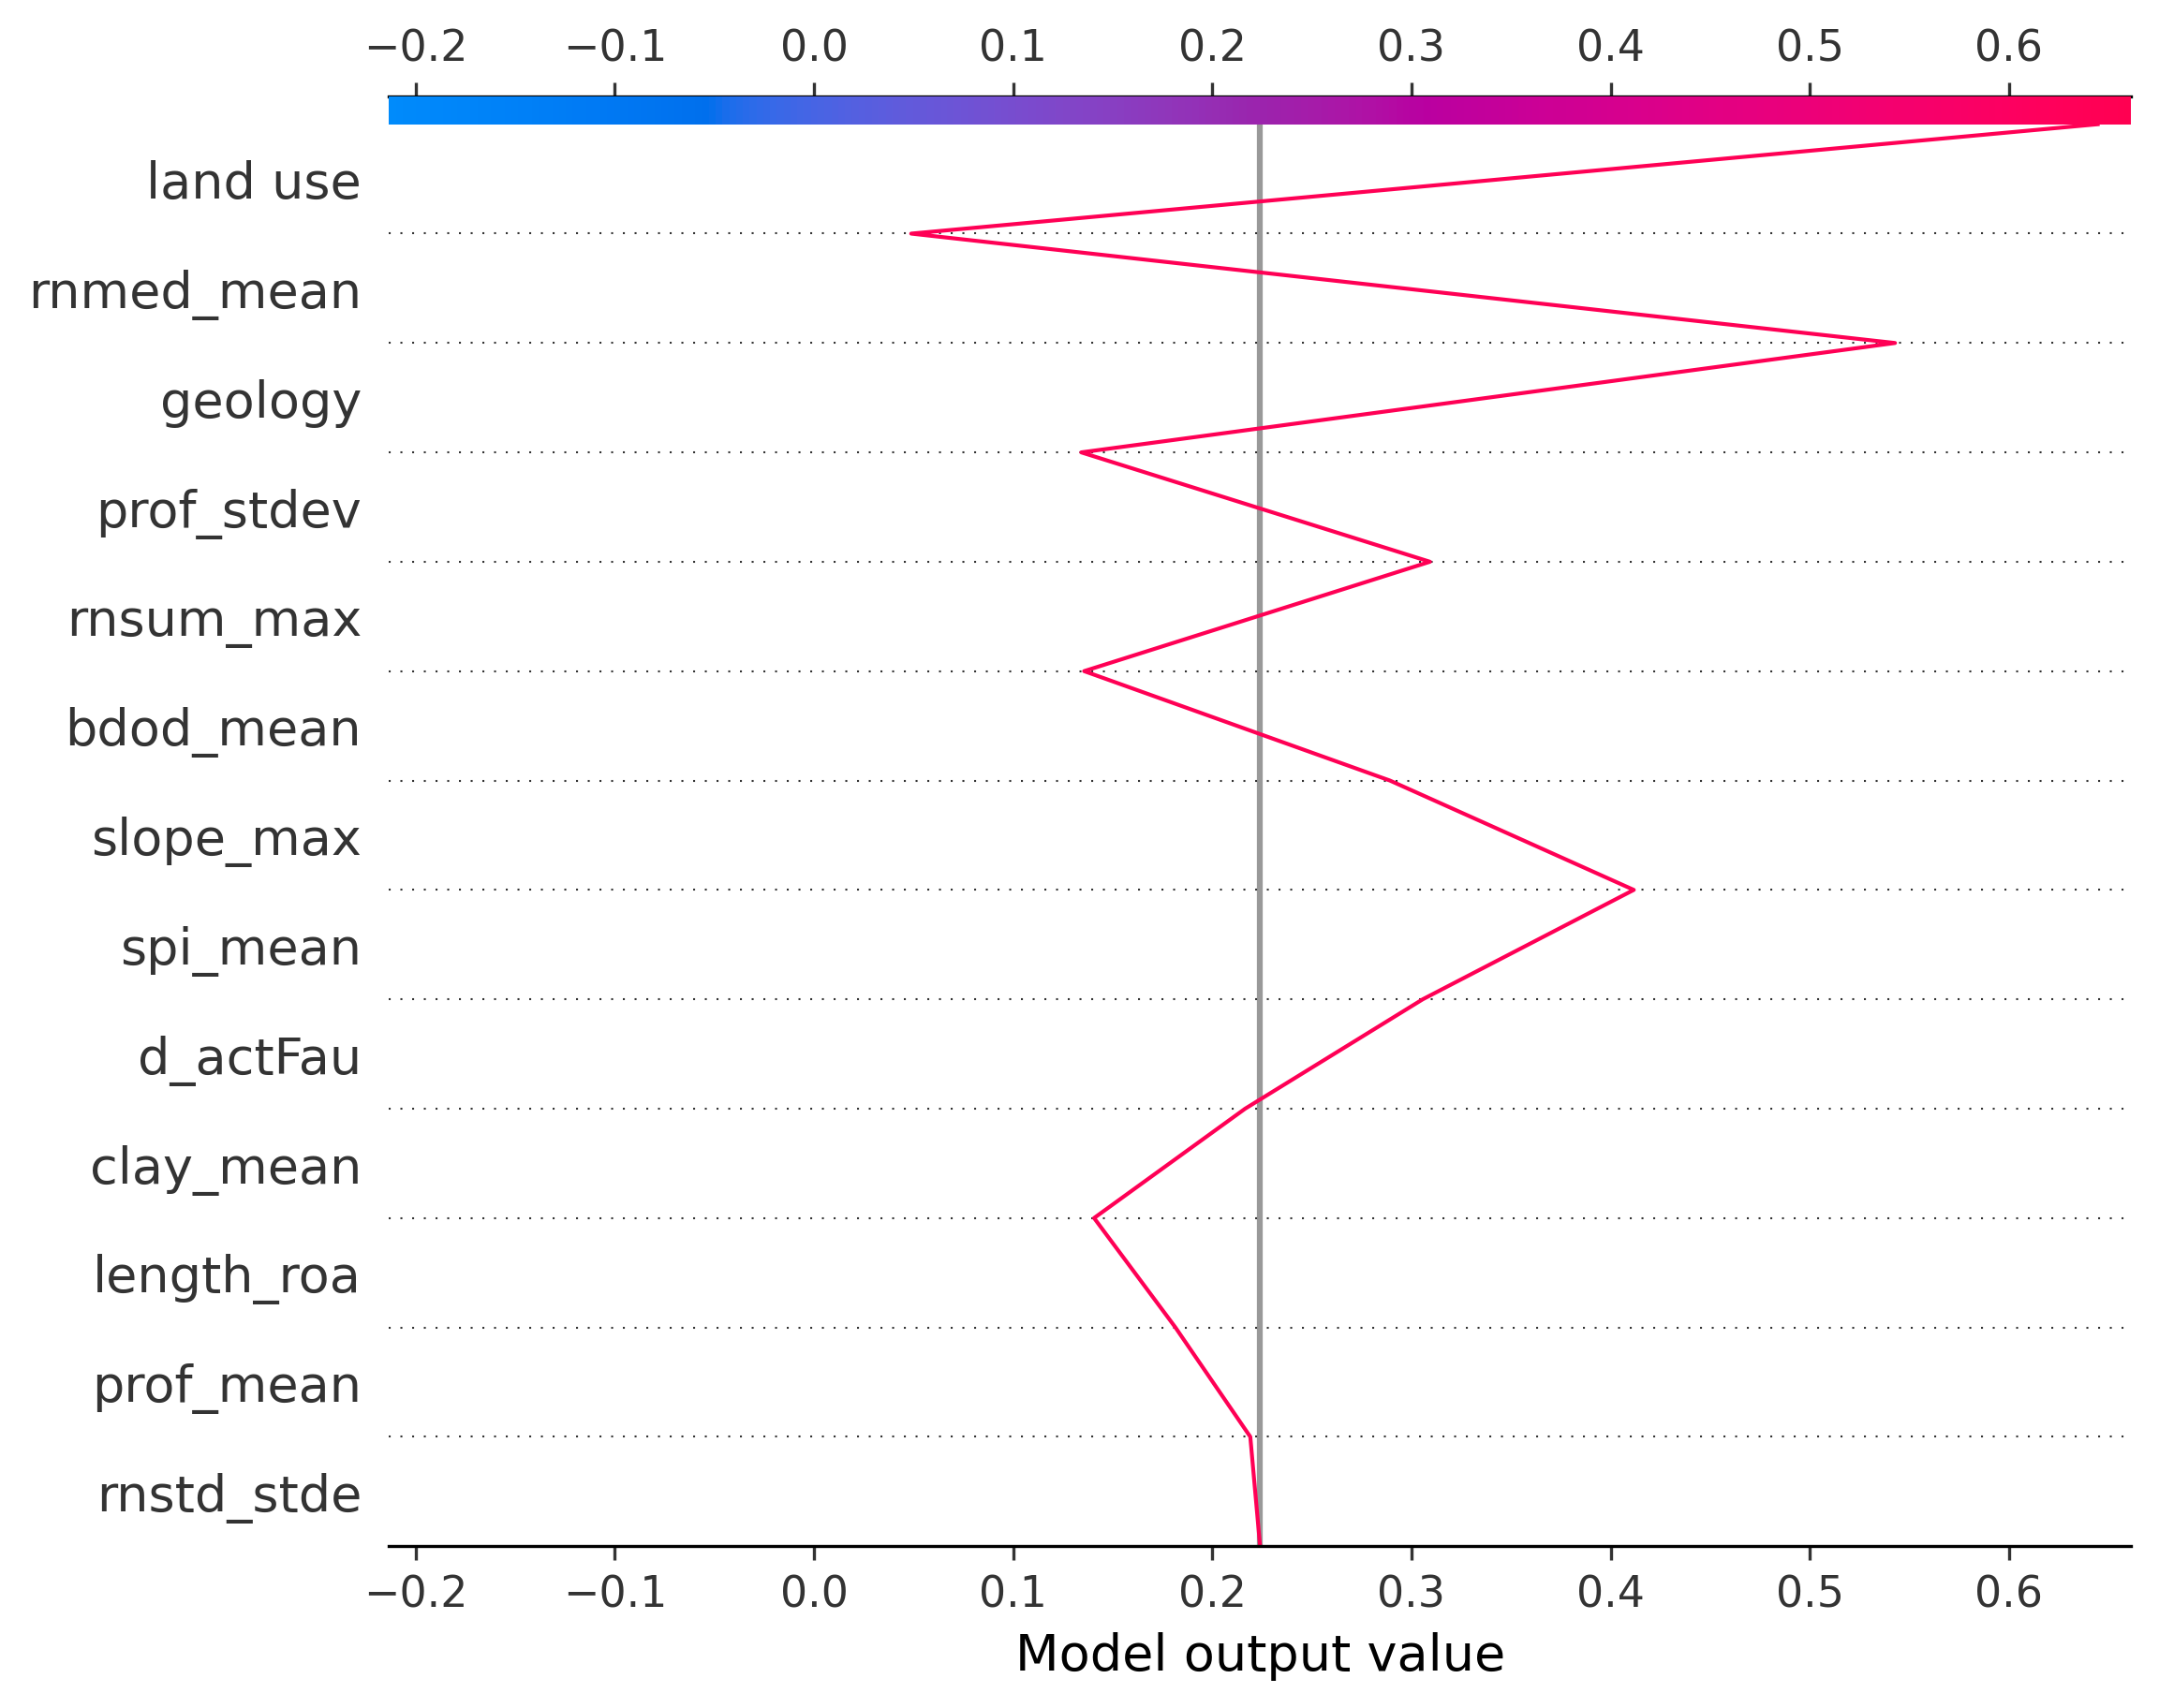 −0.2 −0.1 0.0 0.1 0.2 0.3 0.4 0.5 0.6
land use
rnmed_mean
geology
prof_stdev
rnsum_max
bdod_mean
slope_max
spi_mean
d_actFau
clay_mean
length_roa
prof_mean
rnstd_stde
−0.2 −0.1 0.0 0.1 0.2 0.3 0.4 0.5 0.6
Model output value